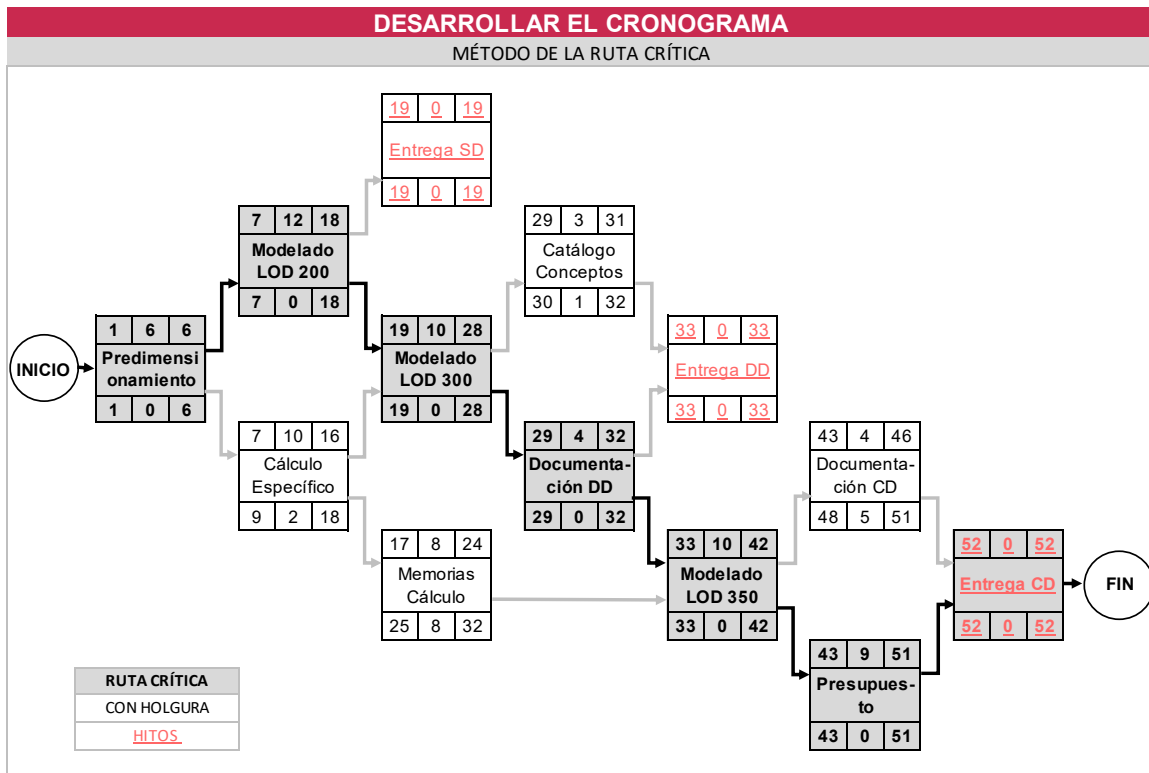 DESARROLLAR EL CRONOGRAMA
MÉTODO DE LA RUTA CRÍTICA
19 0 19
Entrega SD
19 0 19
7 12 18
Modelado
LOD 200
7 0 18
29 3 31
Catálogo
Conceptos
30 1 32
INICIO
1 6 6
Predimensi
onamiento
1 0 6
19 10 28
Modelado
LOD 300
19 0 28
33 0 33
Entrega DD
33 0 33
7 10 16
Cálculo
Específico
9 2 18
29 4 32
Documenta-
ción DD
29 0 32
43 4 46
Documenta-
ción CD
48 5 51
17 8 24
Memorias
Cálculo
25 8 32
33 10 42
Modelado
LOD 350
33 0 42
52 0 52
Entrega CD
52 0 52
FIN
43 9 51
Presupues-
to
43 0 51
RUTA CRÍTICA
CON HOLGURA
HITOS